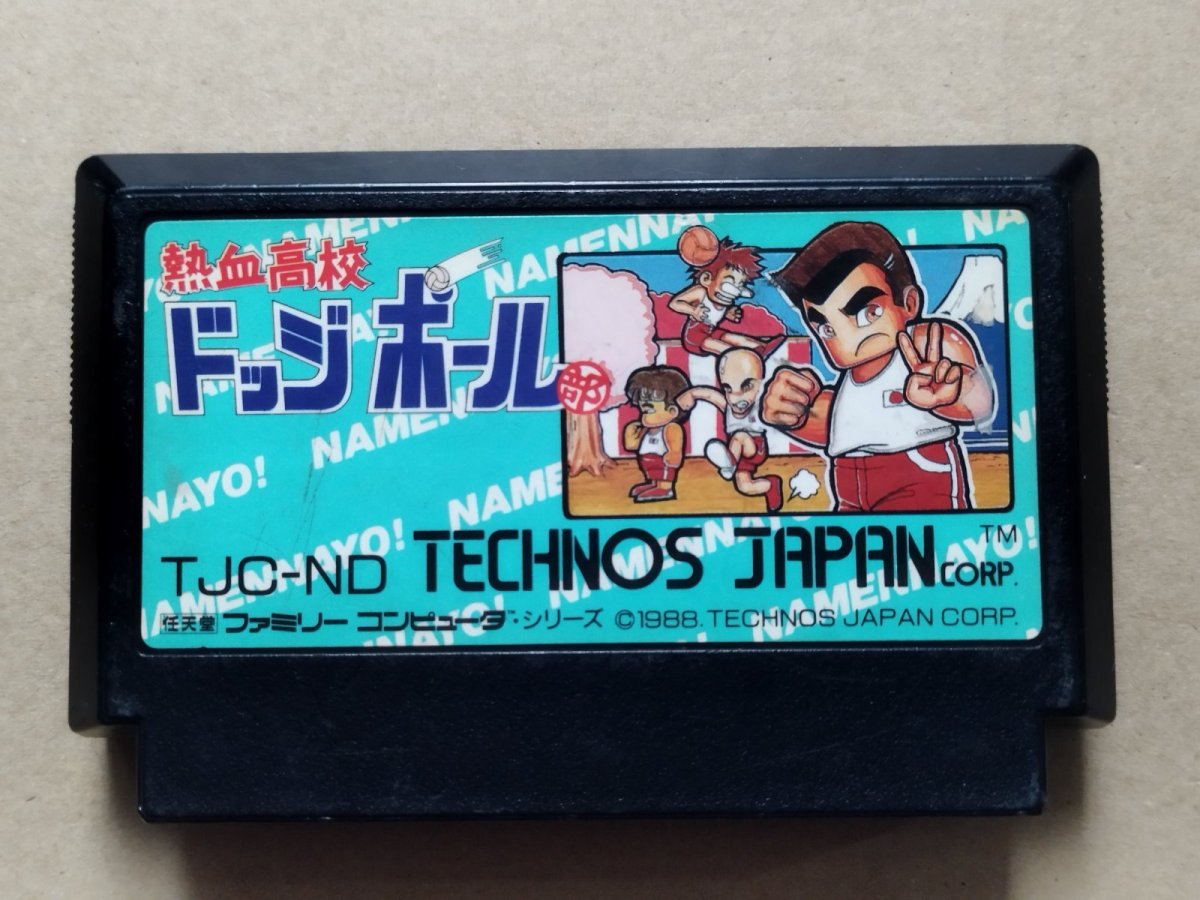 熱血高校
ドッジボール部
NAMENNAYO!
TJC-ND TECHNOS JAPAN CORP. TM
任天堂 ファミリーコンピュータ TM・シリーズ ©1988. TECHNOS JAPAN CORP.